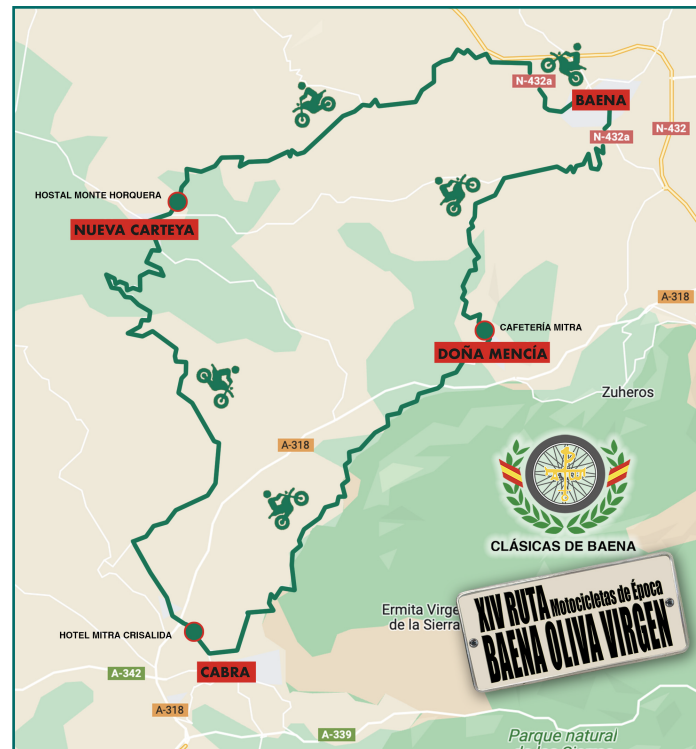 N-432a
BAENA
N-432
N-432a
HOSTAL MONTE HORQUERA
NUEVA CARTEYA
A-318
CAFETERÍA MITRA
DOÑA MENCÍA
Zuheros
A-318
CLÁSICAS DE BAENA
XIV RUTA Motocicletas de Época
BAENA OLIVA VIRGEN
Ermita Virge
de la Sierra
HOTEL MITRA CRISALIDA
CABRA
A-342
A-318
A-339
Parque natural